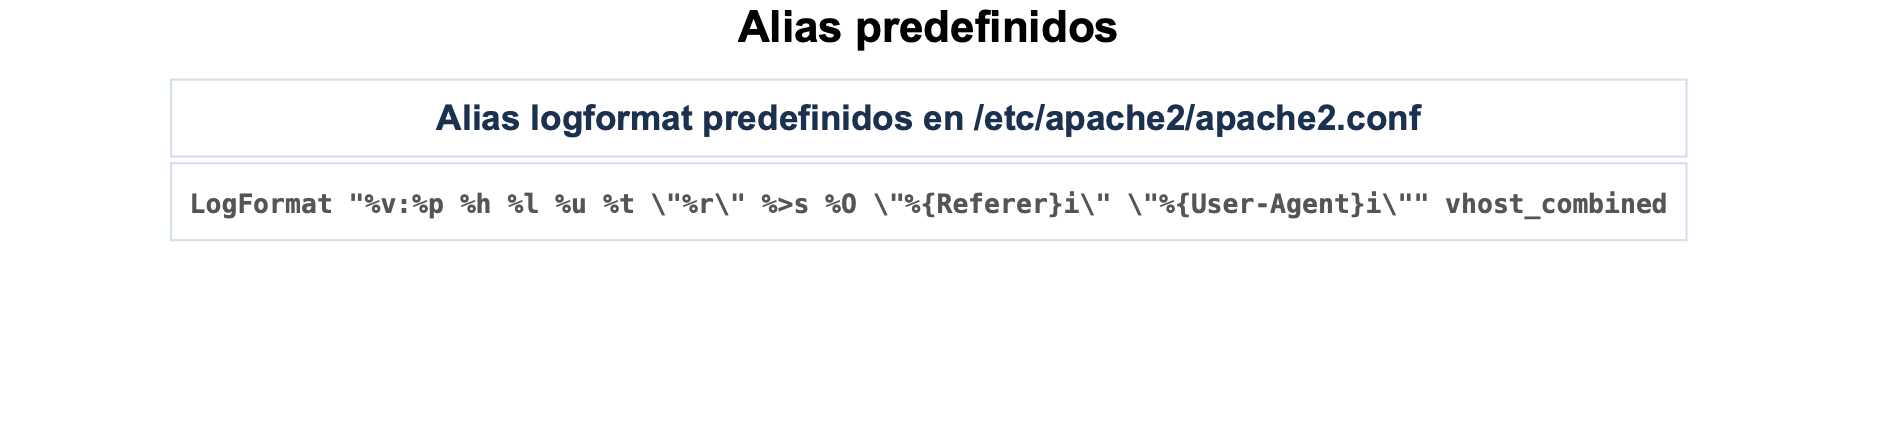 Alias predefinidos
Alias logformat predefinidos en /etc/apache2/apache2.conf
LogFormat "%v:%p %h %l %u %t \"%r\" %>s %O \"%{Referer}i\" \"%{User-Agent}i\"" vhost_combined